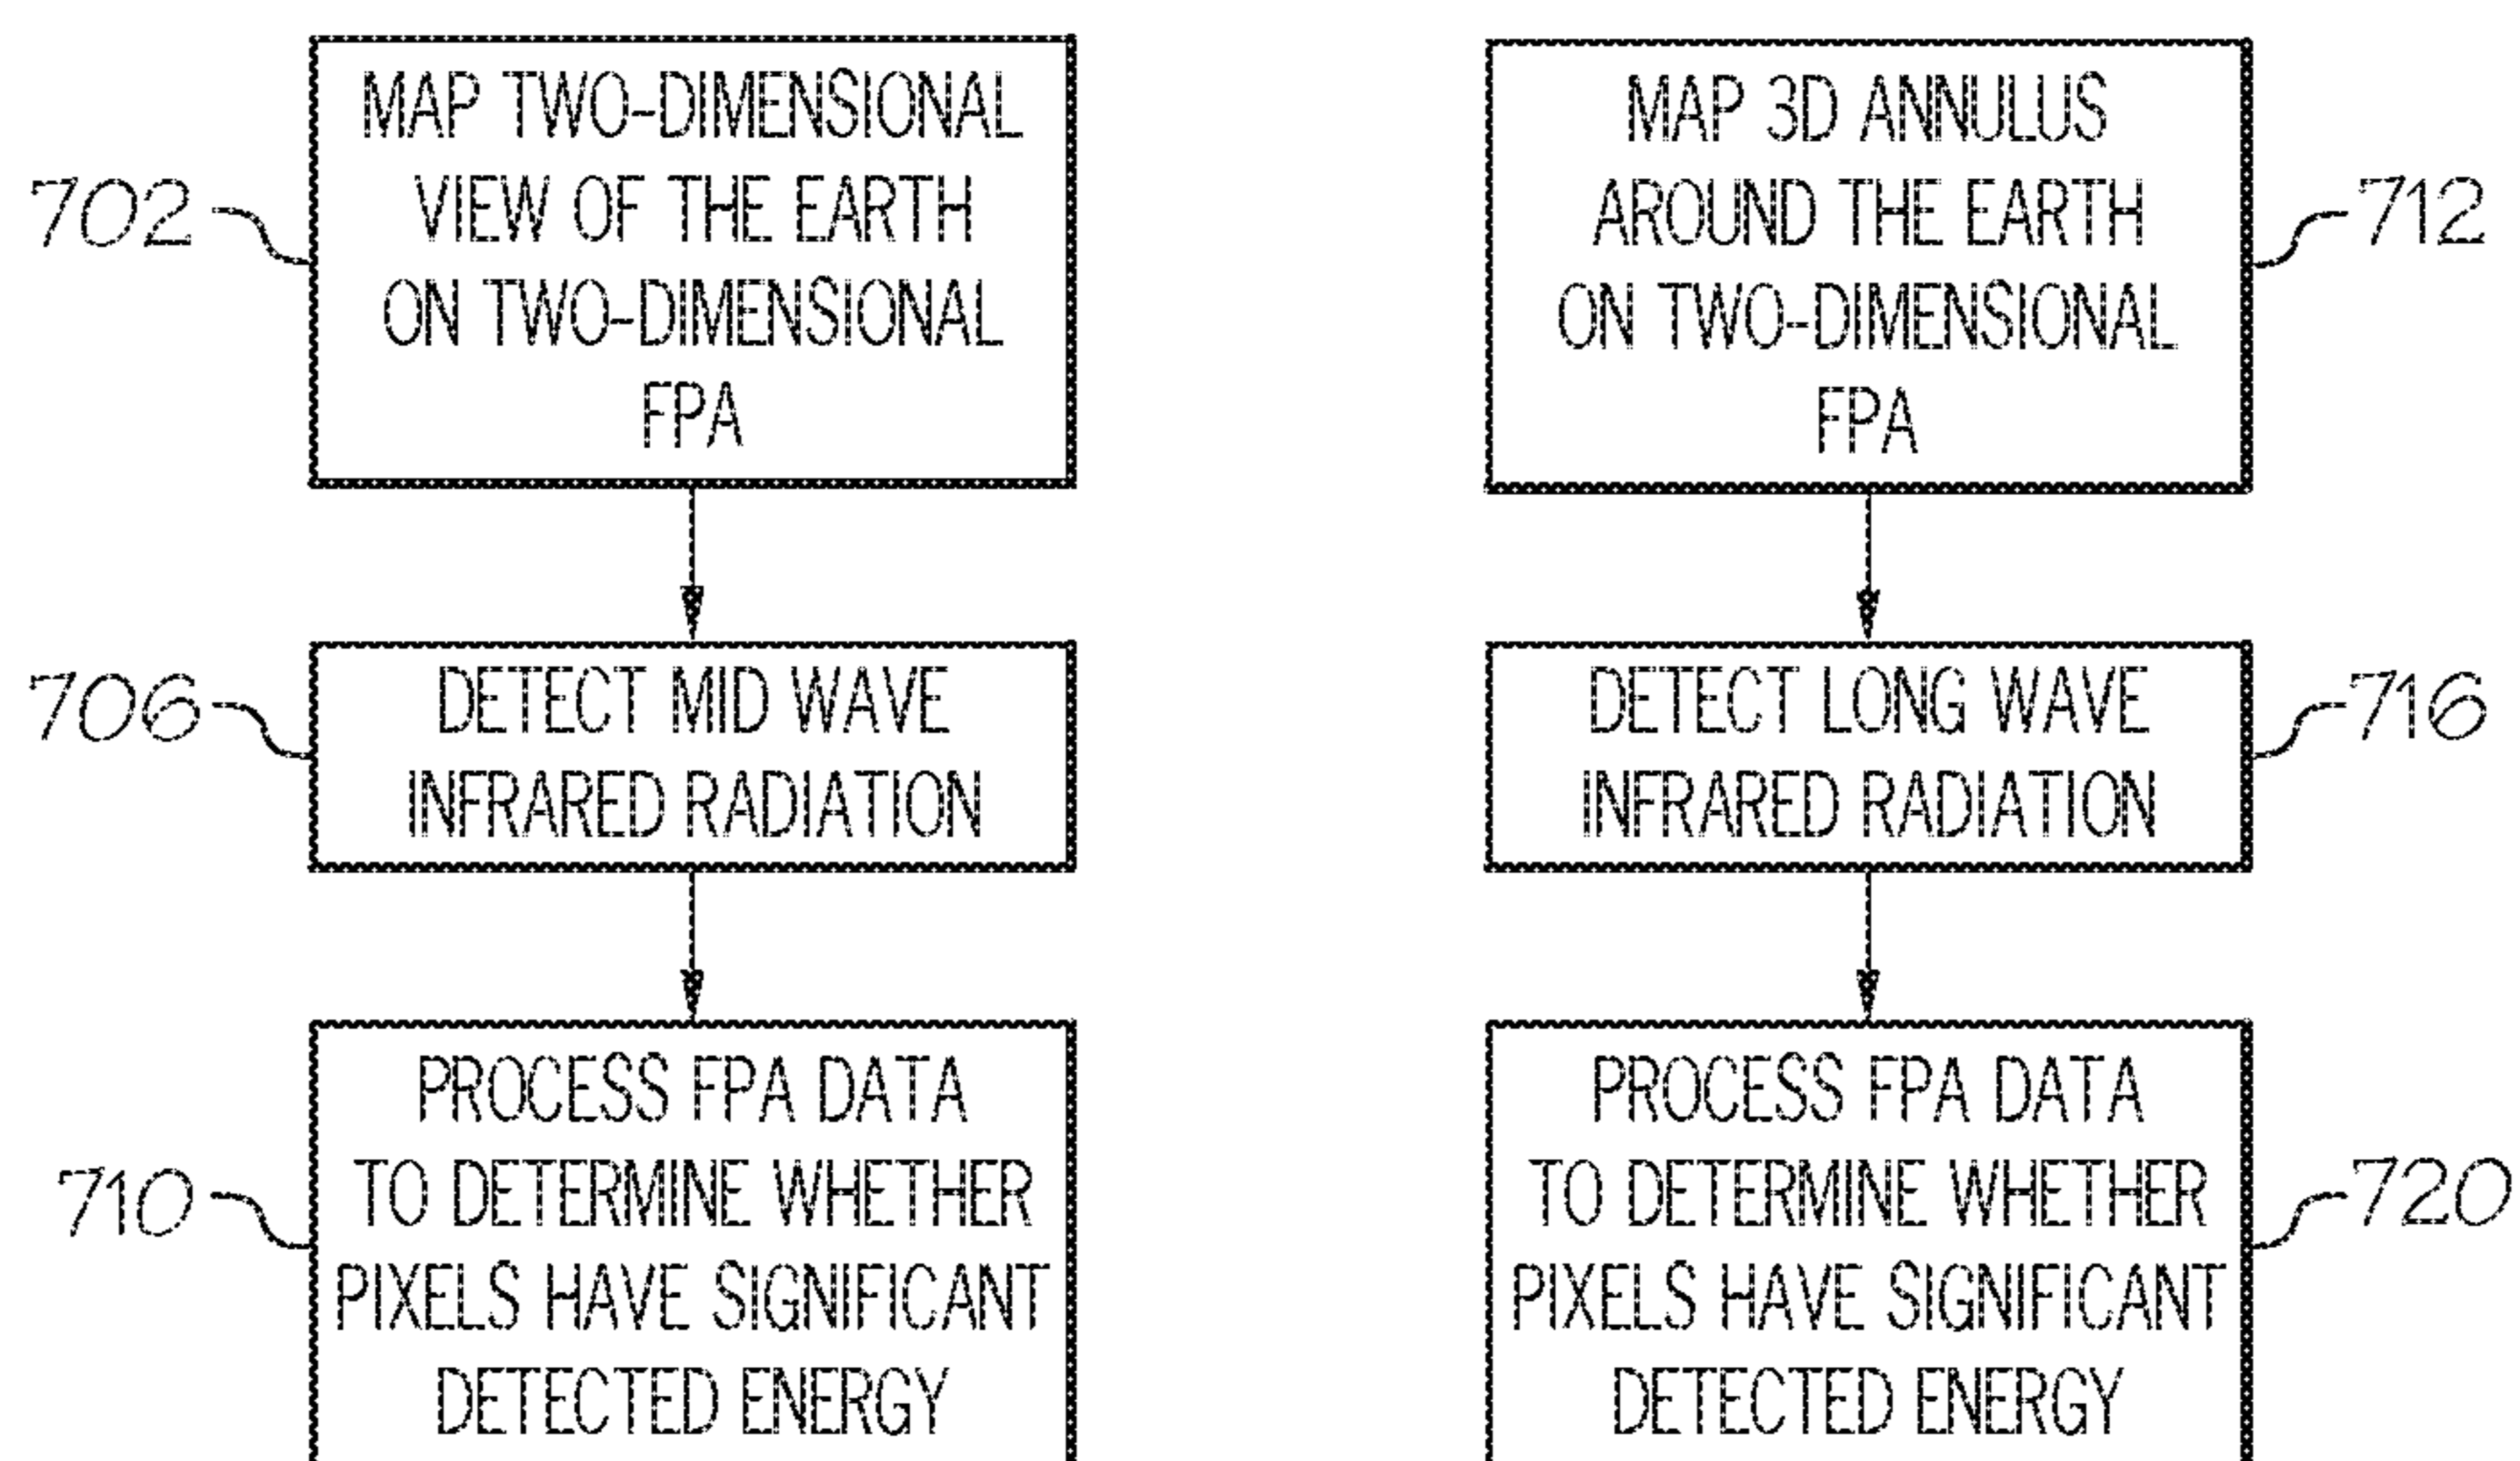 702
MAP TWO-DIMENSIONAL
VIEW OF THE EARTH
ON TWO-DIMENSIONAL
FPA
706
DETECT MID WAVE
INFRARED RADIATION
710
PROCESS FPA DATA
TO DETERMINE WHETHER
PIXELS HAVE SIGNIFICANT
DETECTED ENERGY
712
MAP 3D ANNULUS
AROUND THE EARTH
ON TWO-DIMENSIONAL
FPA
716
DETECT LONG WAVE
INFRARED RADIATION
720
PROCESS FPA DATA
TO DETERMINE WHETHER
PIXELS HAVE SIGNIFICANT
DETECTED ENERGY